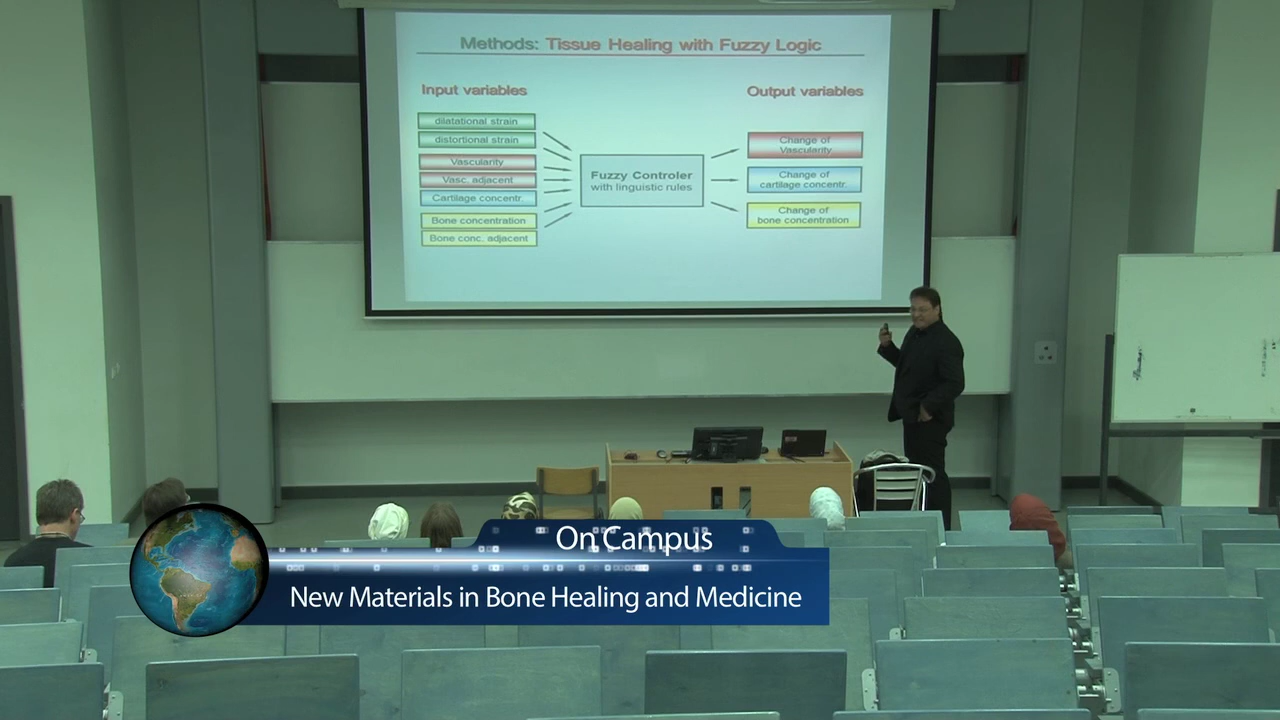 Methods: Tissue Healing with Fuzzy Logic
Input variables
Output variables
dilatational strain
distortional strain
Vascularity
Vasc. adjacent
Cartilage concentr.
Bone concentration
Bone conc. adjacent
Fuzzy Controler
with linguistic rules
Change of
Vascularity
Change of
cartilage concentr.
Change of
bone concentration
On Campus
New Materials in Bone Healing and Medicine